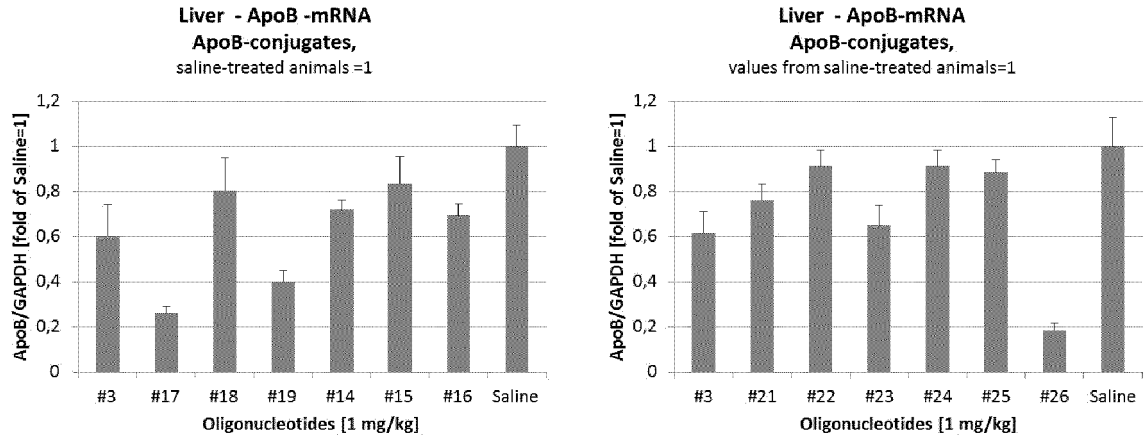 Liver - ApoB -mRNA
ApoB-conjugates,
saline-treated animals =1
ApoB/GAPDH [fold of Saline=1]
1,2
1
0,8
0,6
0,4
0,2
0
#3 #17 #18 #19 #14 #15 #16 Saline
Oligonucleotides [1 mg/kg]
Liver - ApoB-mRNA
ApoB-conjugates,
values from saline-treated animals=1
ApoB/GAPDH [fold of Saline=1]
1,2
1
0,8
0,6
0,4
0,2
0
#3 #21 #22 #23 #24 #25 #26 Saline
Oligonucleotides [1 mg/kg]